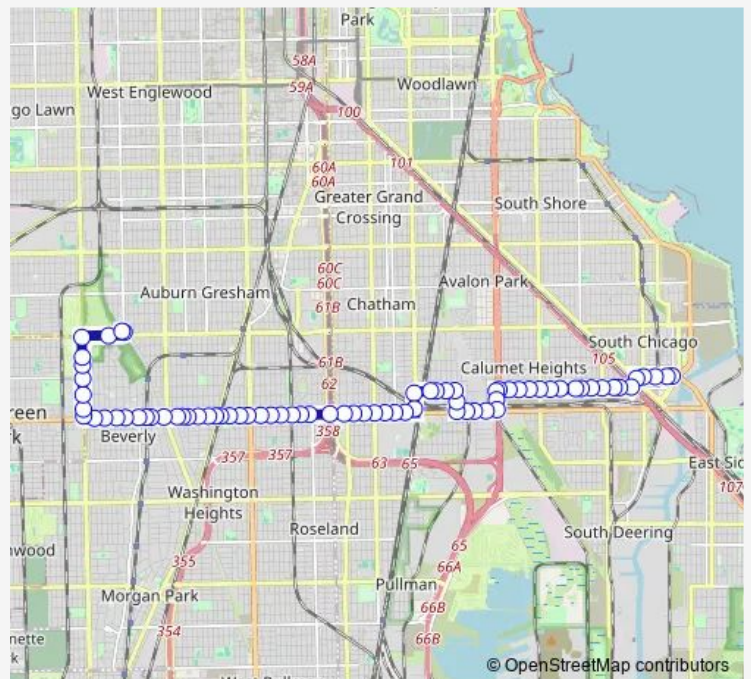 Park
58A
59A
West Englewood
Woodlawn
go Lawn
100
101
60A
60A
Greater Grand
Crossing
South Shore
60C
60C
Avalon Park
Auburn Gresham
61B
Chatham
South Chicago
105
61B
Calumet Heights
62
reen
k
Beverly
358
357
357
63
65
East Sid
107
Washington
Heights
Roseland
South Deering
65
nwood
355
66A
Pullman
Morgan Park
66B
354
66B
nette
k
© OpenStreetMap contributors